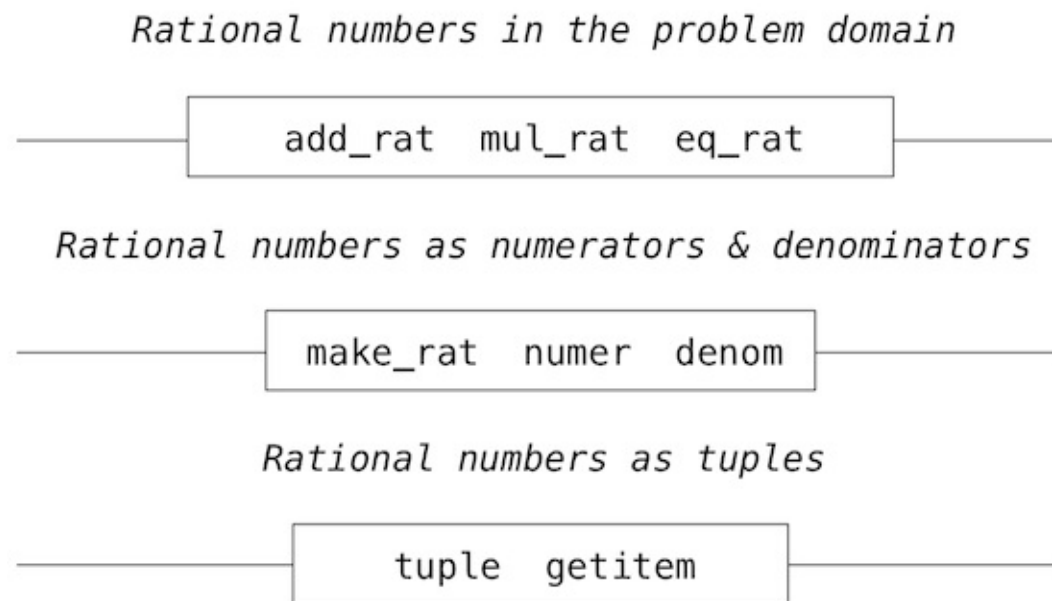 Rational numbers in the problem domain
add_rat mul_rat eq_rat
Rational numbers as numerators & denominators
make_rat numer denom
Rational numbers as tuples
tuple getitem